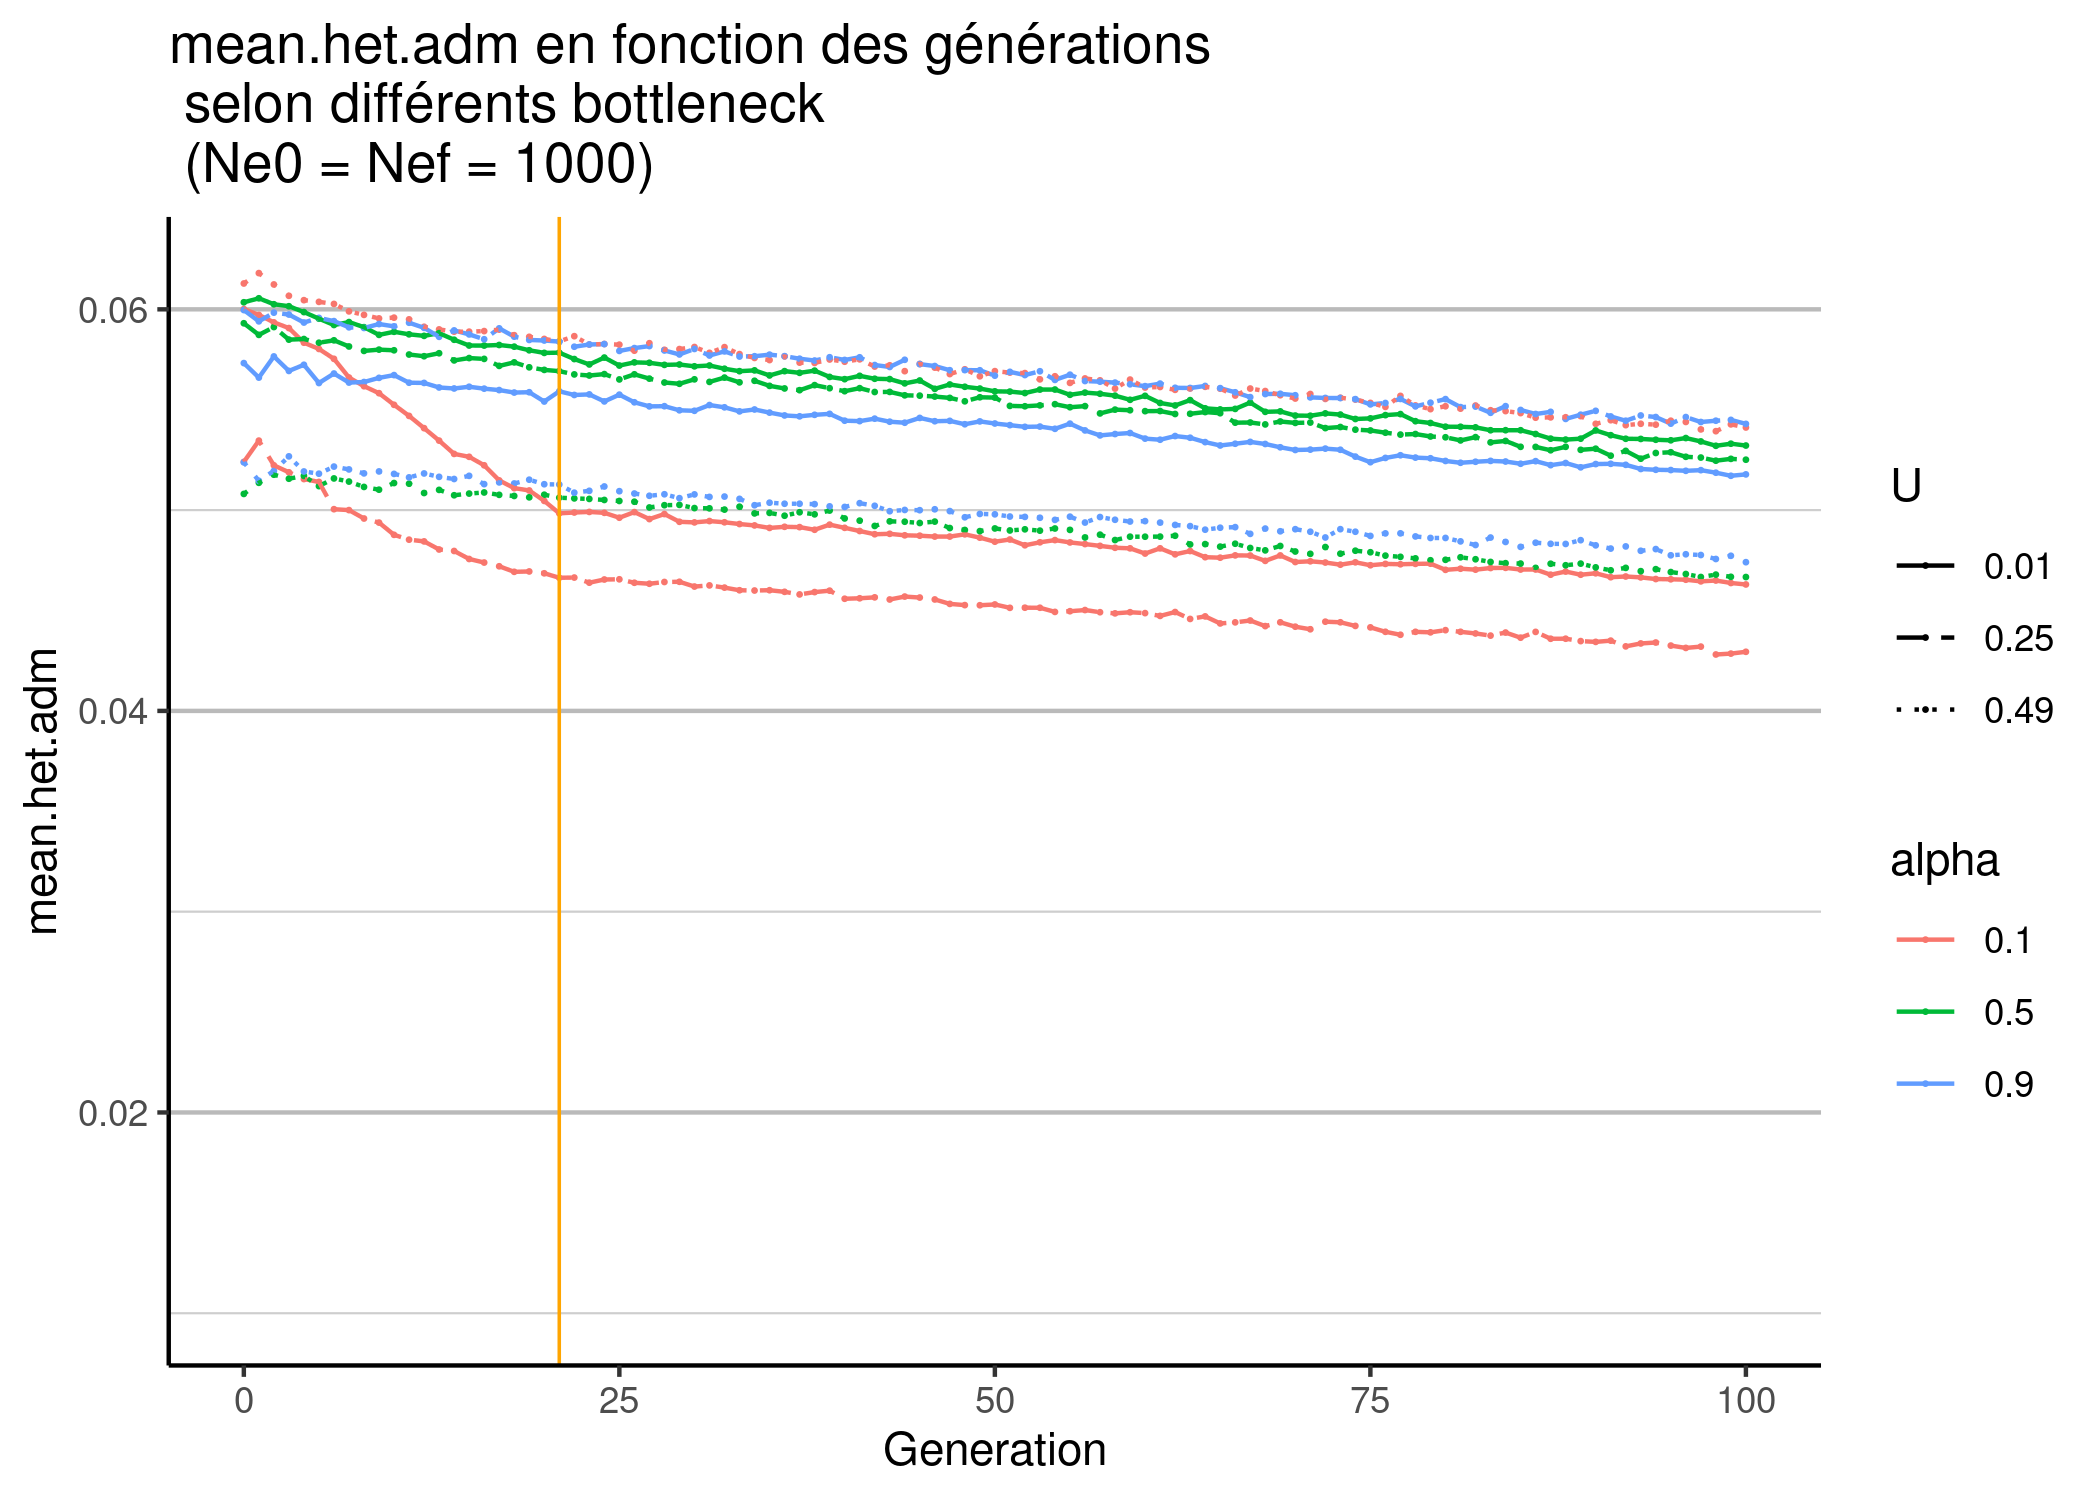 mean.het.adm en fonction des générations
selon différents bottleneck
(Ne0 = Nef = 1000)
mean.het.adm
0.06
0.04
0.02
0
25
50
75
100
Generation
U
0.01
0.25
0.49
alpha
0.1
0.5
0.9